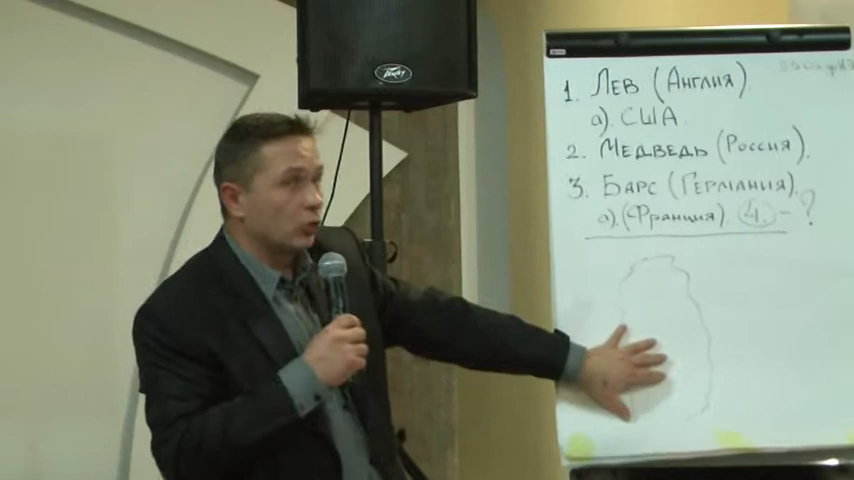 PEAVEY
1. ЛЕВ (АНГЛИЯ)
а). США
2. МЕДВЕДЬ (РОССИЯ)
3. БАРС (ГЕРМАНИЯ)
а). (ФРАНЦИЯ) 4. - ?